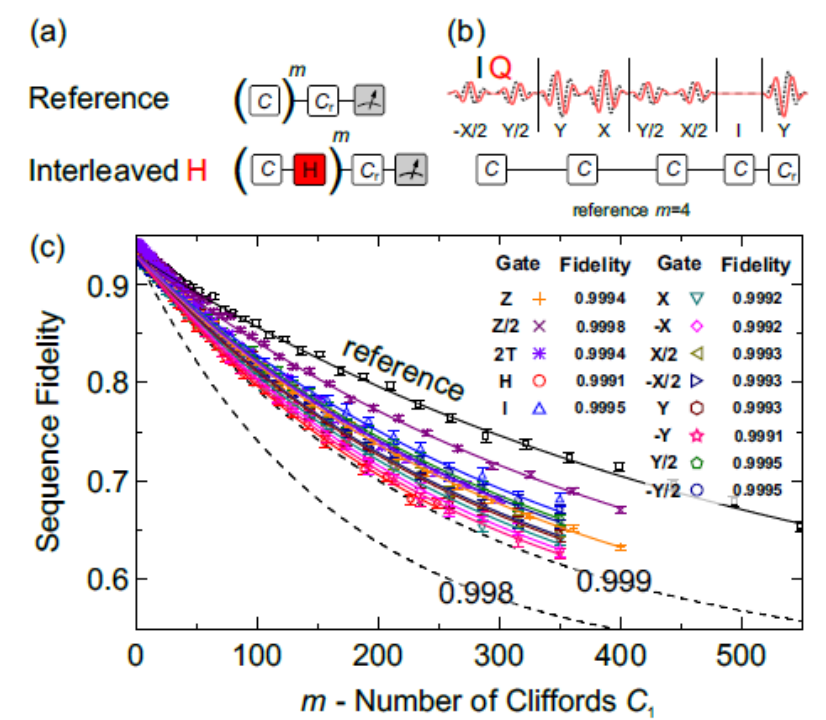 (a)
Reference
( C ) m Cr
Interleaved H
( C H ) m Cr
(b)
I Q
-X/2 Y/2 Y X Y/2 X/2 I Y
C C C C Cr
reference m=4
(c)
Sequence Fidelity
0.9
0.8
0.7
0.6
reference
Gate Fidelity Gate Fidelity
Z 0.9994 X 0.9992
Z/2 0.9998 -X 0.9992
2T 0.9994 X/2 0.9993
H 0.9991 -X/2 0.9993
I 0.9995 Y 0.9993
-Y 0.9991
Y/2 0.9995
-Y/2 0.9995
0.998
0.999
0 100 200 300 400 500
m - Number of Cliffords C1